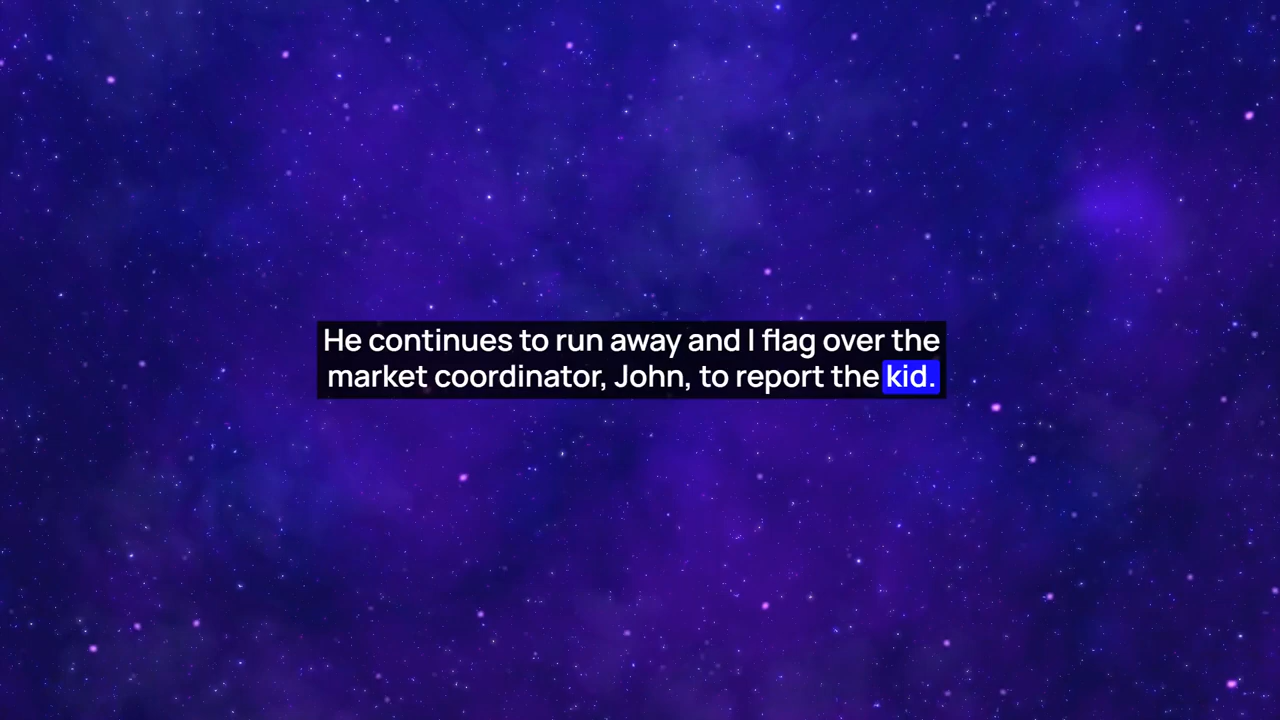 He continues to run away and I flag over the
market coordinator, John, to report the kid.